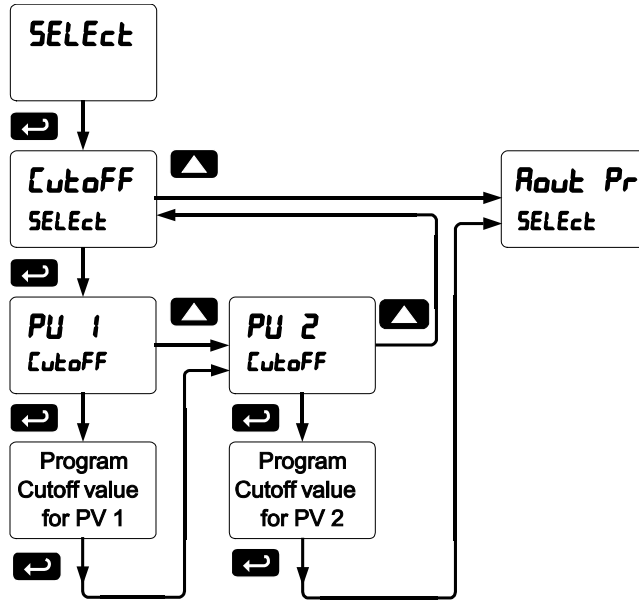 SELEct
CutoFF
SELEct
Aout Pr
SELEct
PU 1
CutoFF
PU 2
CutoFF
Program
Cutoff value
for PV 1
Program
Cutoff value
for PV 2